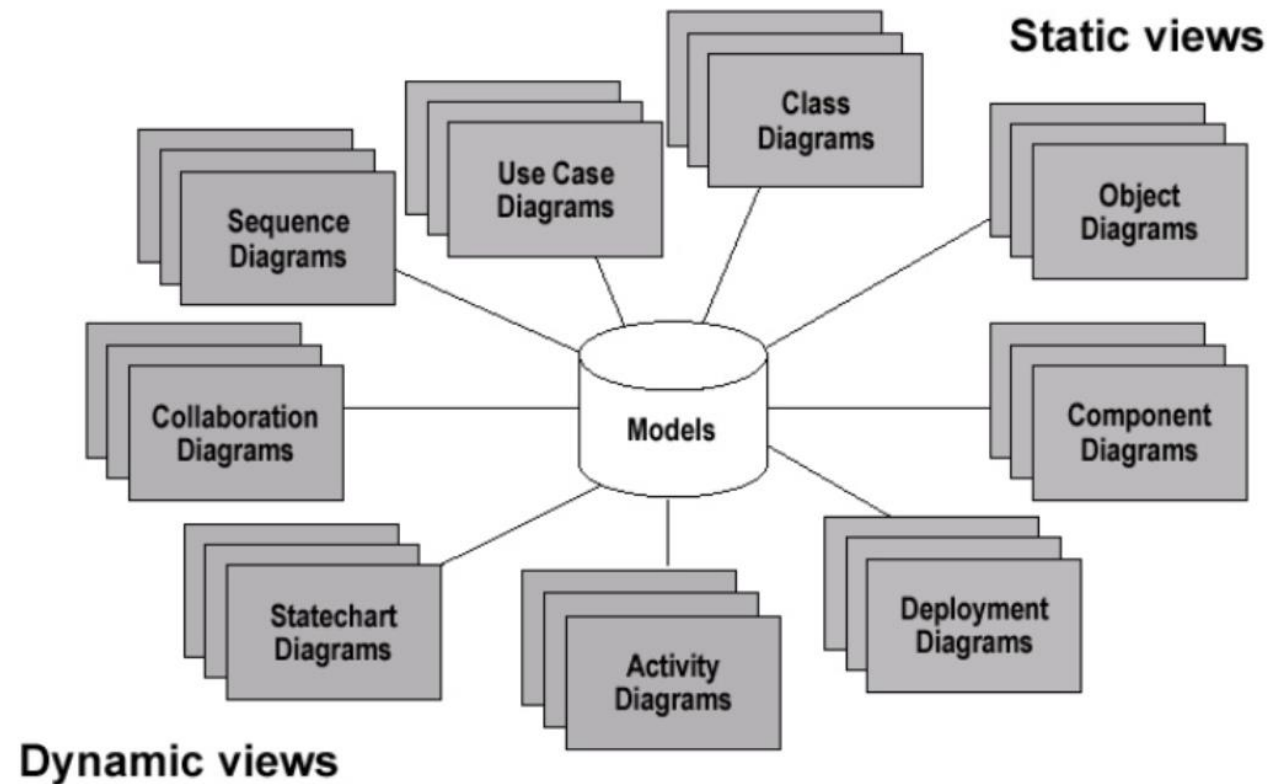 Static views
Class
Diagrams
Use Case
Diagrams
Object
Diagrams
Sequence
Diagrams
Models
Collaboration
Diagrams
Component
Diagrams
Statechart
Diagrams
Deployment
Diagrams
Activity
Diagrams
Dynamic views